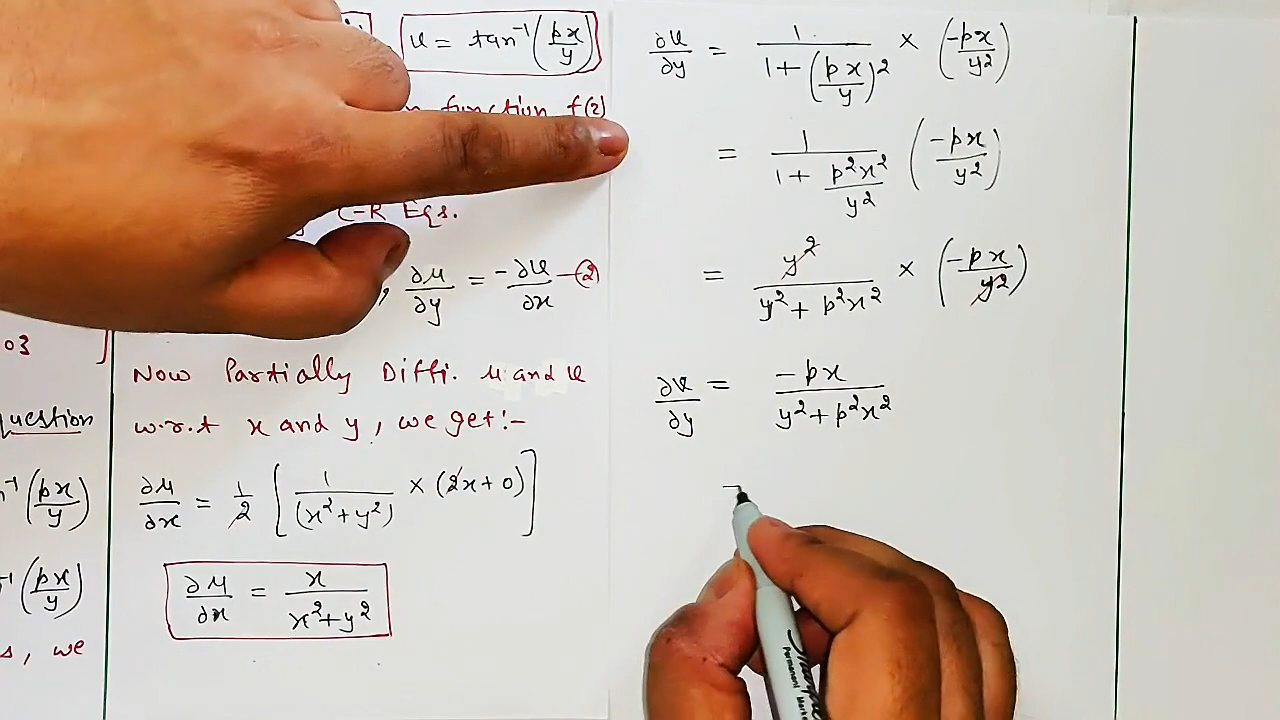 03
question
n⁻¹(px/y)
⁻¹(px/y)
s, we
u = tan⁻¹(px/y)
function f(z)
C-R Eqs.
, ∂u/∂y = -∂u/∂x —②
Now Partially Diffi. u and u
w.r.t x and y, we get:-
∂u/∂x = 1/2 [1/(x²+y²) × (2x+0)]
∂u/∂x = x/(x²+y²)
∂u/∂y = 1/(1+(px/y)²) × (-px/y²)
= 1/(1+p²x²/y²) (-px/y²)
= y²/(y²+p²x²) × (-px/y²)
∂u/∂y = -px/(y²+p²x²)
Permanent Marker